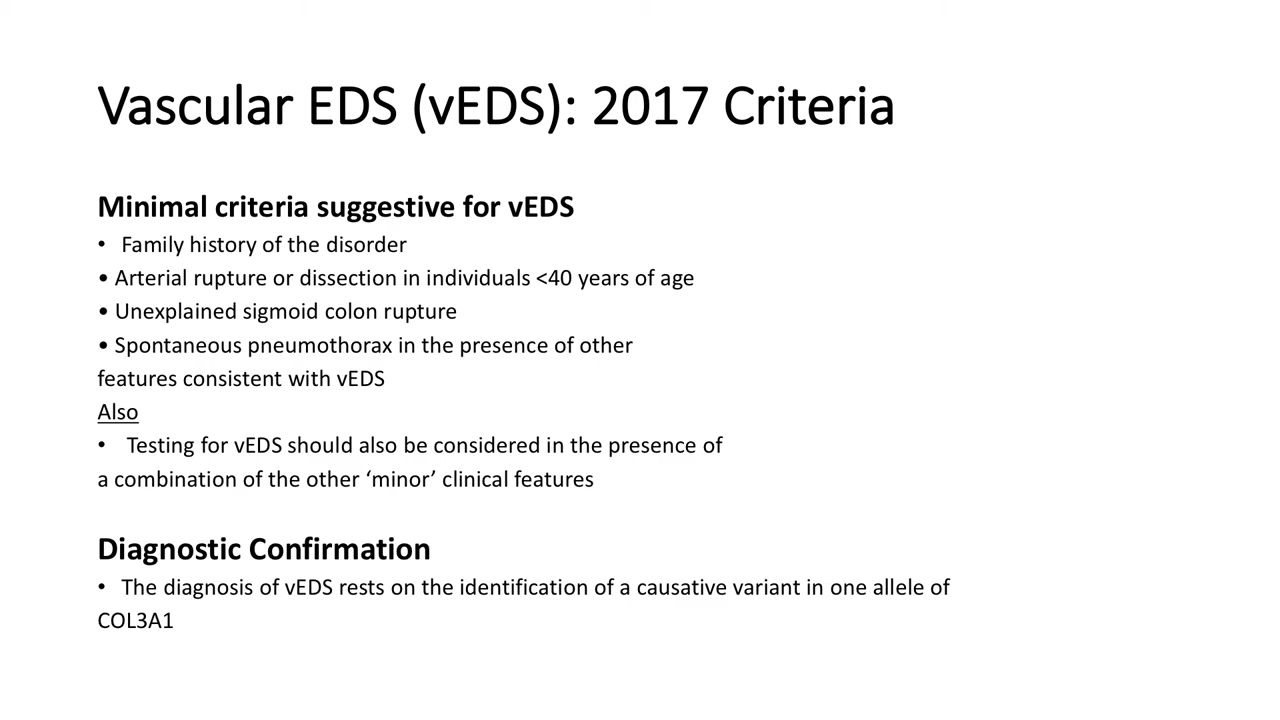 Vascular EDS (vEDS): 2017 Criteria
Minimal criteria suggestive for vEDS
• Family history of the disorder
• Arterial rupture or dissection in individuals <40 years of age
• Unexplained sigmoid colon rupture
• Spontaneous pneumothorax in the presence of other
features consistent with vEDS
Also
• Testing for vEDS should also be considered in the presence of
a combination of the other ‘minor’ clinical features
Diagnostic Confirmation
• The diagnosis of vEDS rests on the identification of a causative variant in one allele of
COL3A1